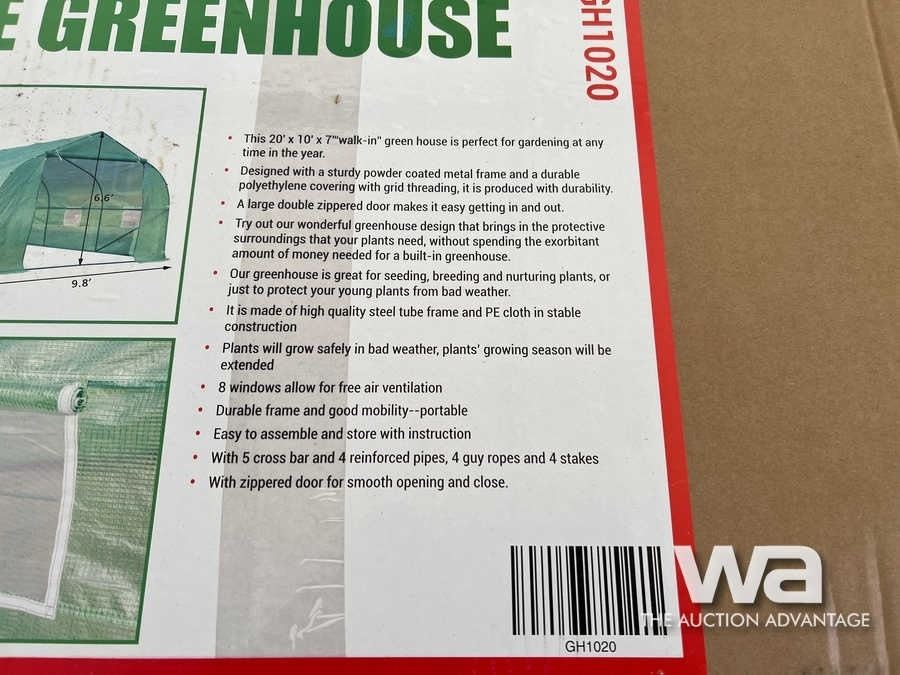 E GREENHOUSE
GH1020
• This 20' x 10' x 7'"walk-in" green house is perfect for gardening at any
time in the year.
• Designed with a sturdy powder coated metal frame and a durable
polyethylene covering with grid threading, it is produced with durability.
• A large double zippered door makes it easy getting in and out.
• Try out our wonderful greenhouse design that brings in the protective
surroundings that your plants need, without spending the exorbitant
amount of money needed for a built-in greenhouse.
• Our greenhouse is great for seeding, breeding and nurturing plants, or
just to protect your young plants from bad weather.
• It is made of high quality steel tube frame and PE cloth in stable
construction
• Plants will grow safely in bad weather, plants' growing season will be
extended
• 8 windows allow for free air ventilation
• Durable frame and good mobility--portable
• Easy to assemble and store with instruction
• With 5 cross bar and 4 reinforced pipes, 4 guy ropes and 4 stakes
• With zippered door for smooth opening and close.
6.6'
9.8'
GH1020
wa
THE AUCTION ADVANTAGE